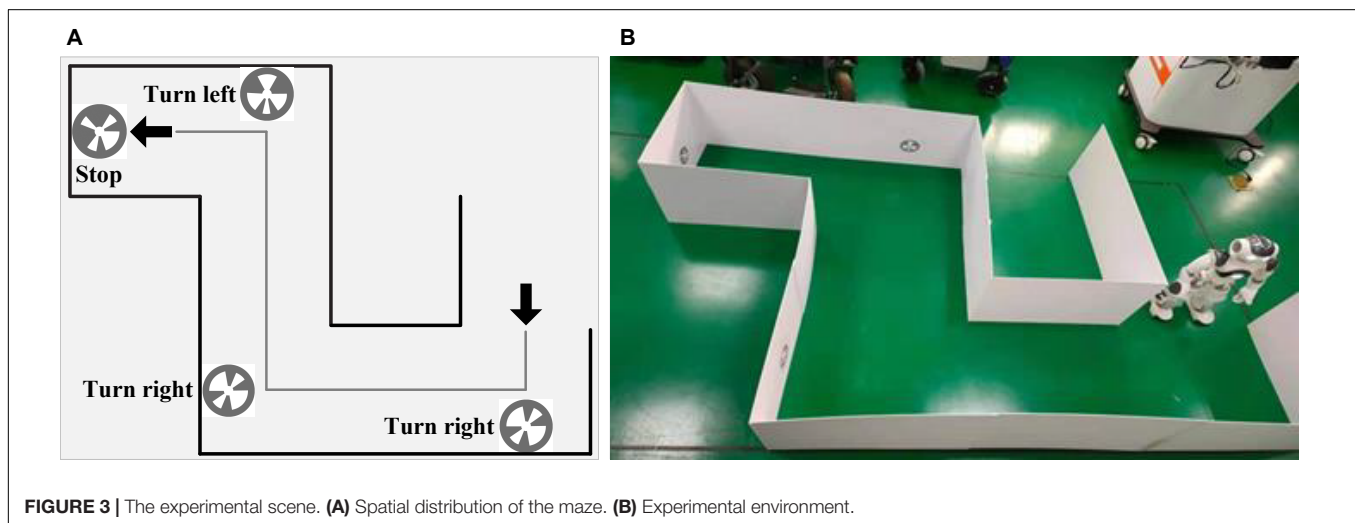 A
B
Turn left
Stop
Turn right
Turn right
FIGURE 3 | The experimental scene. (A) Spatial distribution of the maze. (B) Experimental environment.